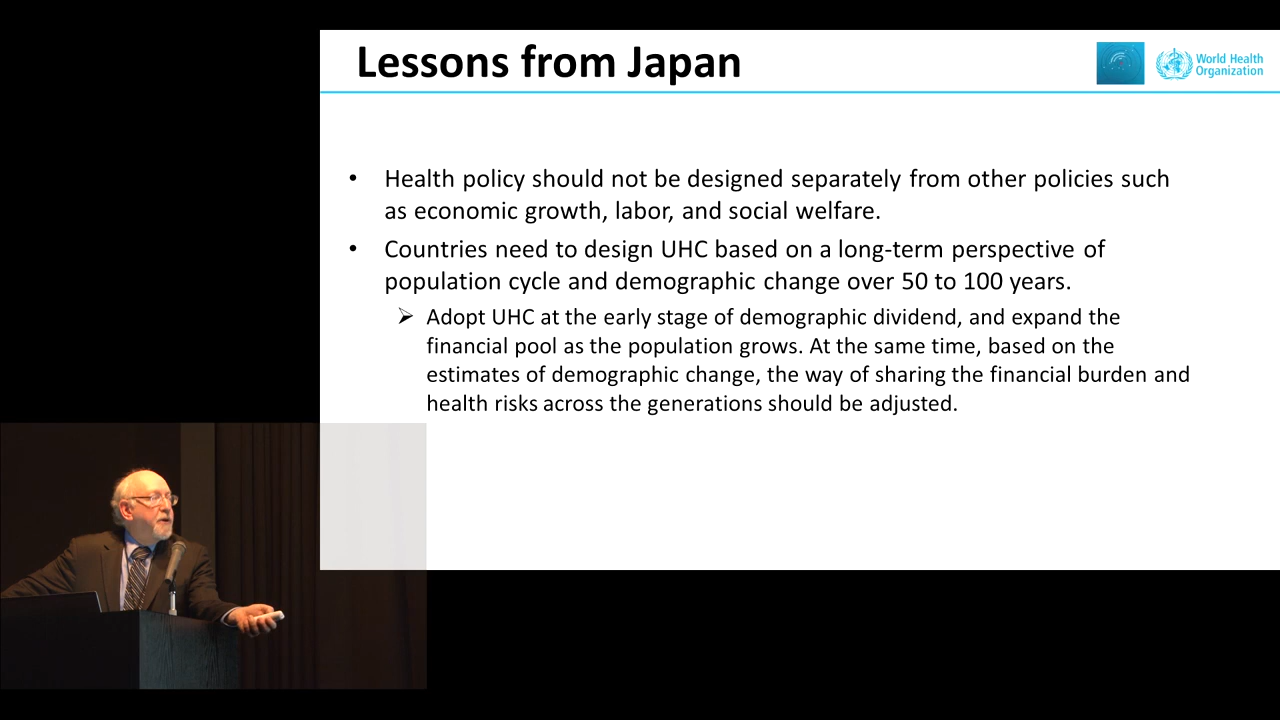 Lessons from Japan
World Health
Organization
• Health policy should not be designed separately from other policies such
as economic growth, labor, and social welfare.
• Countries need to design UHC based on a long-term perspective of
population cycle and demographic change over 50 to 100 years.
➢ Adopt UHC at the early stage of demographic dividend, and expand the
financial pool as the population grows. At the same time, based on the
estimates of demographic change, the way of sharing the financial burden and
health risks across the generations should be adjusted.